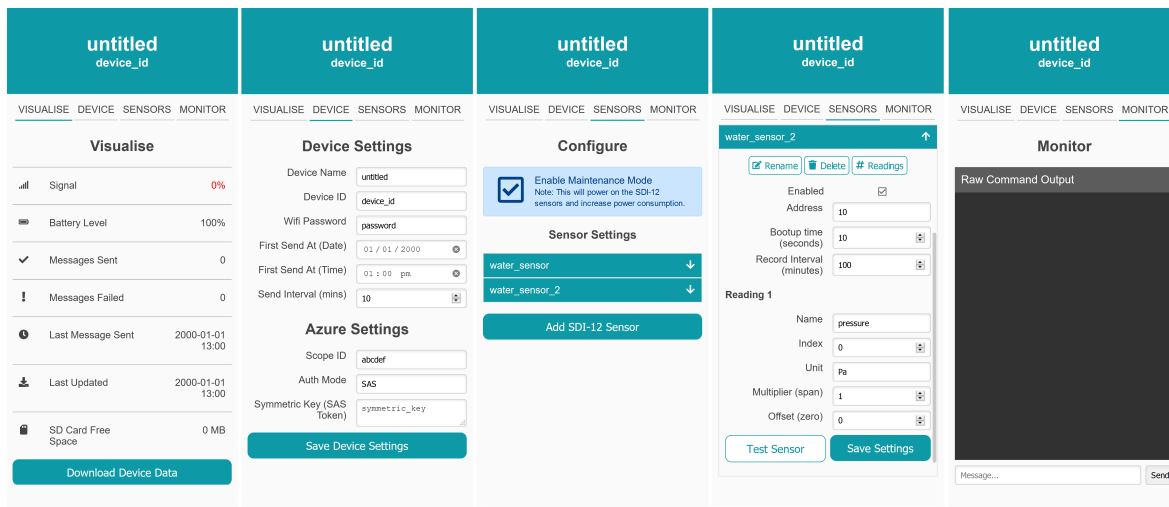 untitled
device_id
VISUALISE DEVICE SENSORS MONITOR
Visualise
Signal 0%
Battery Level 100%
Messages Sent 0
Messages Failed 0
Last Message Sent 2000-01-01
13:00
Last Updated 2000-01-01
13:00
SD Card Free 0 MB
Space
Download Device Data
untitled
device_id
VISUALISE DEVICE SENSORS MONITOR
Device Settings
Device Name untitled
Device ID device_id
Wifi Password password
First Send At (Date) 01/01/2000
First Send At (Time) 01:00 pm
Send Interval (mins) 10
Azure Settings
Scope ID abcdef
Auth Mode SAS
Symmetric Key (SAS symmetric_key
Token)
Save Device Settings
untitled
device_id
VISUALISE DEVICE SENSORS MONITOR
Configure
Enable Maintenance Mode
Note: This will power on the SDI-12
sensors and increase power consumption.
Sensor Settings
water_sensor
water_sensor_2
Add SDI-12 Sensor
untitled
device_id
VISUALISE DEVICE SENSORS MONITOR
water_sensor_2
Rename Delete # Readings
Enabled
Address 10
Bootup time 10
(seconds)
Record Interval 100
(minutes)
Reading 1
Name pressure
Index 0
Unit Pa
Multiplier (span) 1
Offset (zero) 0
Test Sensor Save Settings
untitled
device_id
VISUALISE DEVICE SENSORS MONITOR
Monitor
Raw Command Output
Message... Send